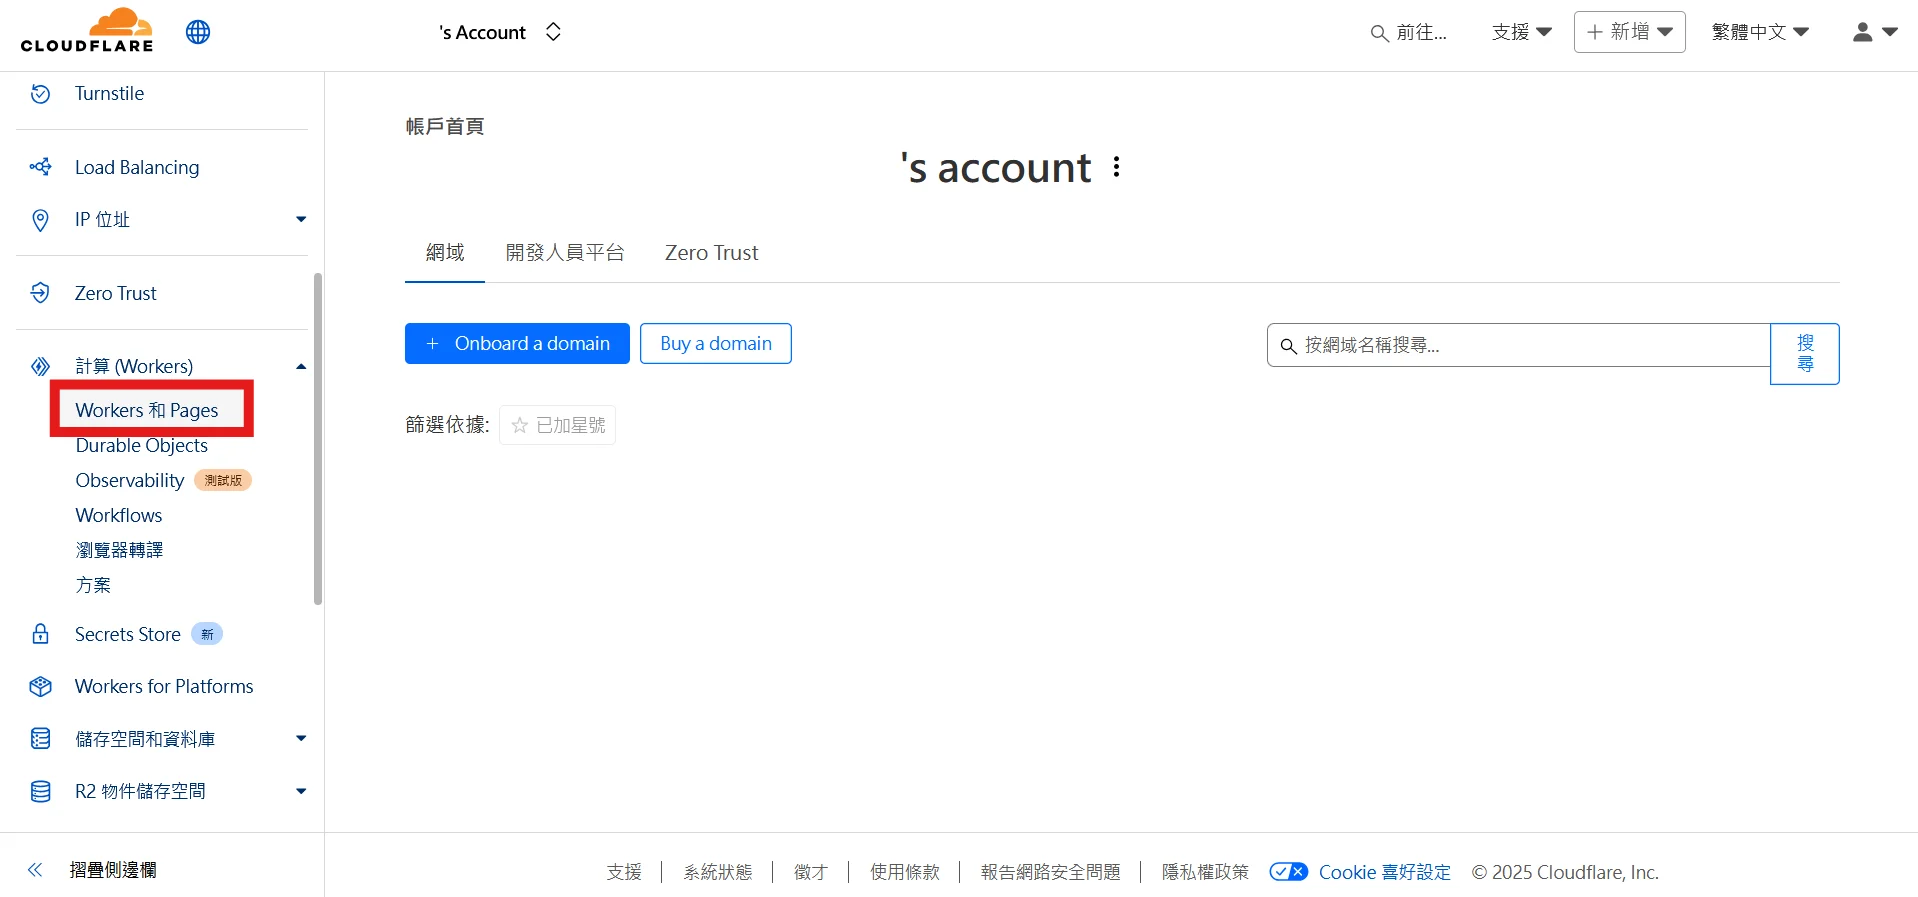 CLOUDFLARE
's Account
前往...
支援
+ 新增
繁體中文
Turnstile
Load Balancing
IP 位址
Zero Trust
計算 (Workers)
Workers 和 Pages
Durable Objects
Observability 測試版
Workflows
瀏覽器轉譯
方案
Secrets Store 新
Workers for Platforms
儲存空間和資料庫
R2 物件儲存空間
摺疊側邊欄
帳戶首頁
's account
網域 開發人員平台 Zero Trust
+ Onboard a domain
Buy a domain
按網域名稱搜尋...
搜
尋
篩選依據: 已加星號
支援 系統狀態 徵才 使用條款 報告網路安全問題 隱私權政策 Cookie 喜好設定 © 2025 Cloudflare, Inc.